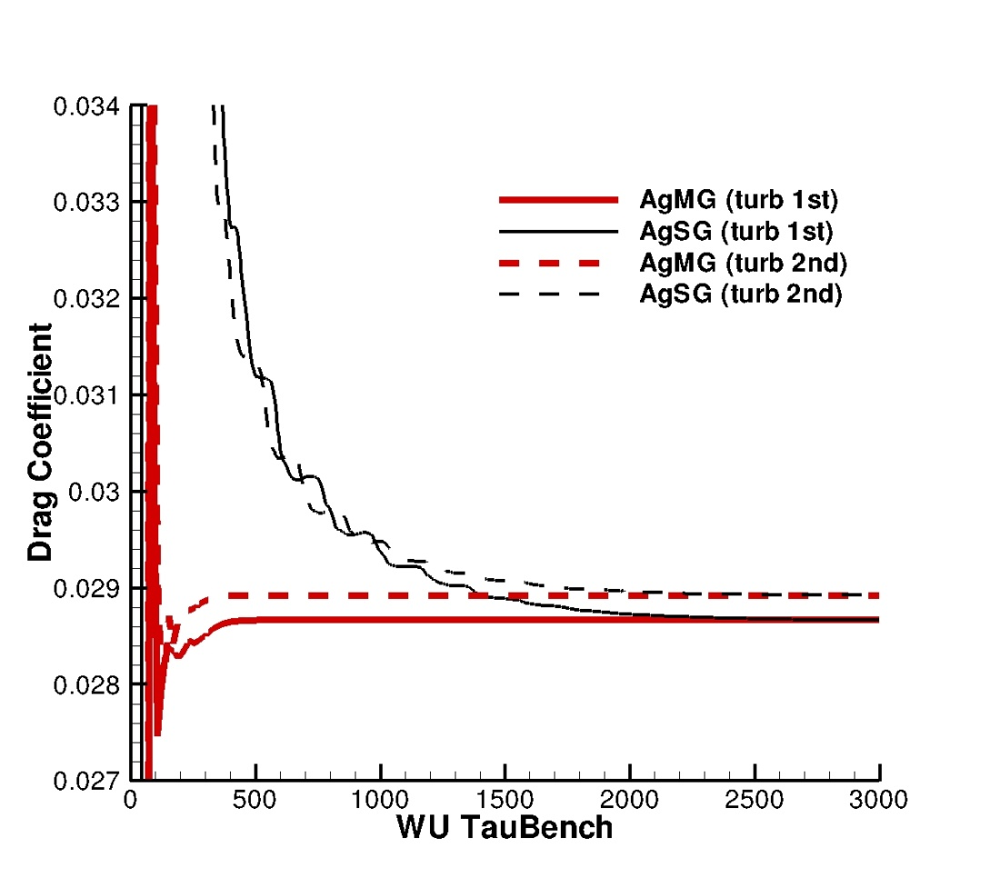 0.034
0.033
0.032
0.031
0.03
0.029
0.028
0.027
Drag Coefficient
AgMG (turb 1st)
AgSG (turb 1st)
AgMG (turb 2nd)
AgSG (turb 2nd)
0 500 1000 1500 2000 2500 3000
WU TauBench